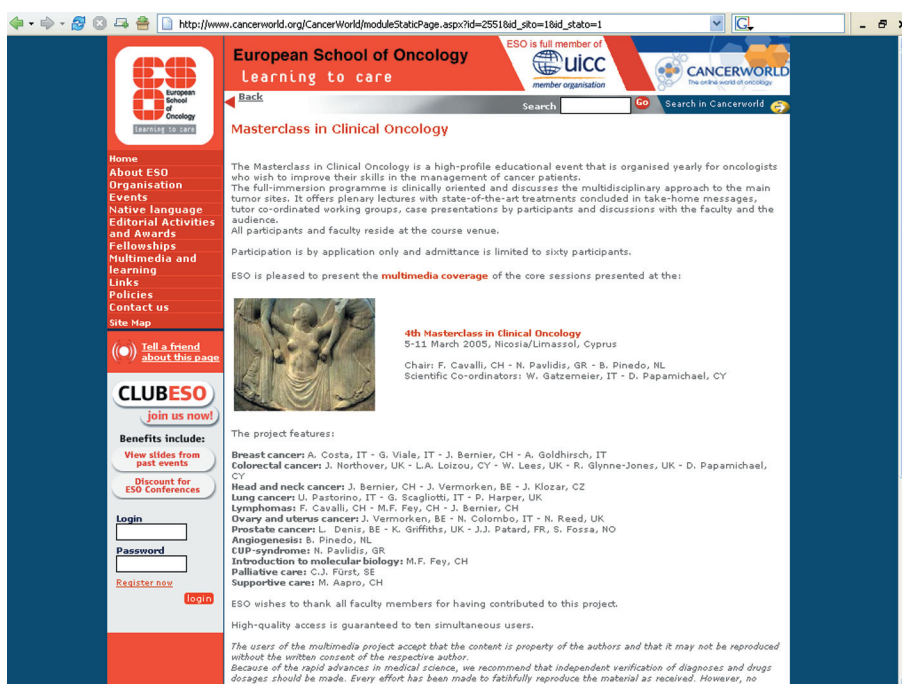 http://www.cancerworld.org/CancerWorld/moduleStaticPage.aspx?id=2551&id_sito=1&id_stato=1
G
European School of Oncology
Learning to care
ESO is full member of
uicc
member organisation
CANCERWORLD
The online world of oncology
ESO
European
School
of
Oncology
learning to care
Back
Search
Go
Search in Cancerworld
Home
About ESO
Organisation
Events
Native language
Editorial Activities
and Awards
Fellowships
Multimedia and
learning
Links
Policies
Contact us
Site Map
Tell a friend
about this page
CLUBESO
join us now!
Benefits include:
View slides from
past events
Discount for
ESO Conferences
Login
Password
Register now
login
Masterclass in Clinical Oncology
The Masterclass in Clinical Oncology is a high-profile educational event that is organised yearly for oncologists
who wish to improve their skills in the management of cancer patients.
The full-immersion programme is clinically oriented and discusses the multidisciplinary approach to the main
tumor sites. It offers plenary lectures with state-of-the-art treatments concluded in take-home messages,
tutor co-ordinated working groups, case presentations by participants and discussions with the faculty and the
audience.
All participants and faculty reside at the course venue.
Participation is by application only and admittance is limited to sixty participants.
ESO is pleased to present the multimedia coverage of the core sessions presented at the:
4th Masterclass in Clinical Oncology
5-11 March 2005, Nicosia/Limassol, Cyprus
Chair: F. Cavalli, CH - N. Pavlidis, GR - B. Pinedo, NL
Scientific Co-ordinators: W. Gatzemeier, IT - D. Papamichael, CY
The project features:
Breast cancer: A. Costa, IT - G. Viale, IT - J. Bernier, CH - A. Goldhirsch, IT
Colorectal cancer: J. Northover, UK - L.A. Loizou, CY - W. Lees, UK - R. Glynne-Jones, UK - D. Papamichael,
CY
Head and neck cancer: J. Bernier, CH - J. Vermorken, BE - J. Klozar, CZ
Lung cancer: U. Pastorino, IT - G. Scagliotti, IT - P. Harper, UK
Lymphomas: F. Cavalli, CH - M.F. Fey, CH - J. Bernier, CH
Ovary and uterus cancer: J. Vermorken, BE - N. Colombo, IT - N. Reed, UK
Prostate cancer: L. Denis, BE - K. Griffiths, UK - J.J. Patard, FR, S. Fossa, NO
Angiogenesis: B. Pinedo, NL
CUP-syndrome: N. Pavlidis, GR
Introduction to molecular biology: M.F. Fey, CH
Palliative care: C.J. Fürst, SE
Supportive care: M. Aapro, CH
ESO wishes to thank all faculty members for having contributed to this project.
High-quality access is guaranteed to ten simultaneous users.
The users of the multimedia project accept that the content is property of the authors and that it may not be reproduced
without the written consent of the respective author.
Because of the rapid advances in medical science, we recommend that independent verification of diagnoses and drugs
dosages should be made. Every effort has been made to faithfully reproduce the material as received. However, no